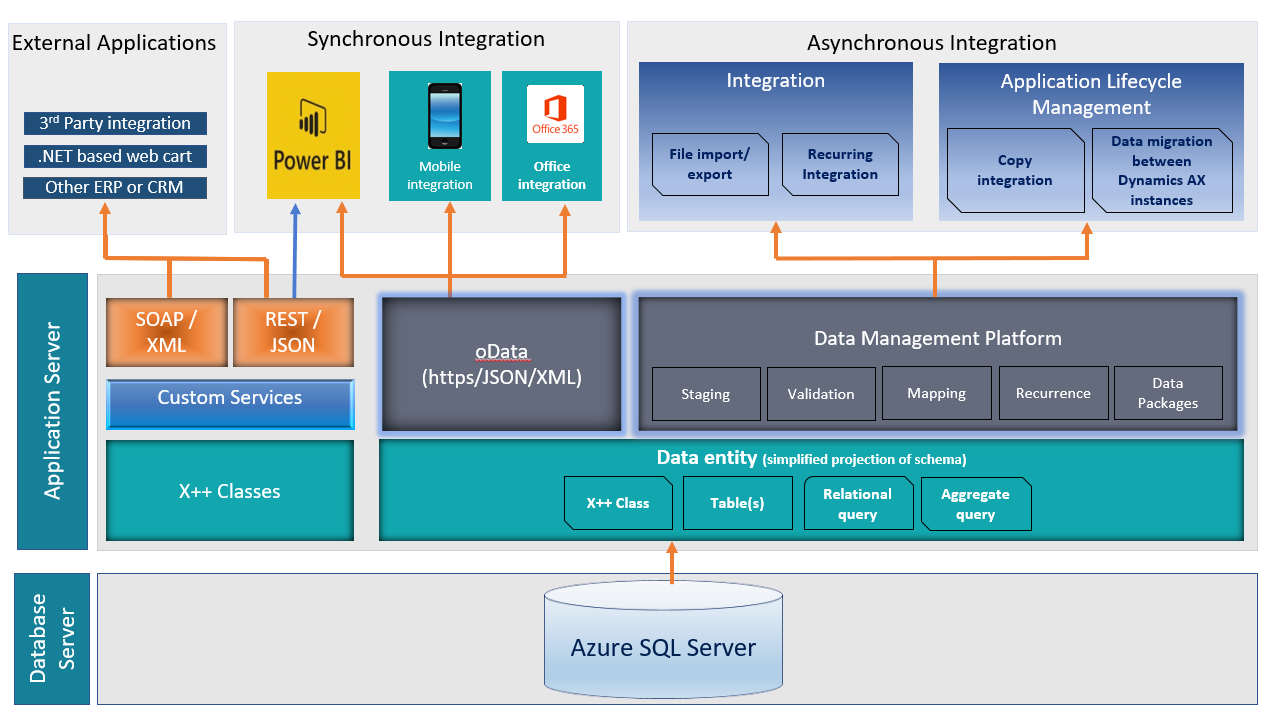 External Applications
3rd Party integration
.NET based web cart
Other ERP or CRM
Synchronous Integration
Power BI
Mobile
integration
Office 365
Office
integration
Asynchronous Integration
Integration
File import/
export
Recurring
Integration
Application Lifecycle
Management
Copy
integration
Data migration
between
Dynamics AX
instances
Application Server
SOAP /
XML
REST /
JSON
Custom Services
X++ Classes
oData
(https/JSON/XML)
Data Management Platform
Staging
Validation
Mapping
Recurrence
Data
Packages
Data entity (simplified projection of schema)
X++ Class
Table(s)
Relational
query
Aggregate
query
Database
Server
Azure SQL Server